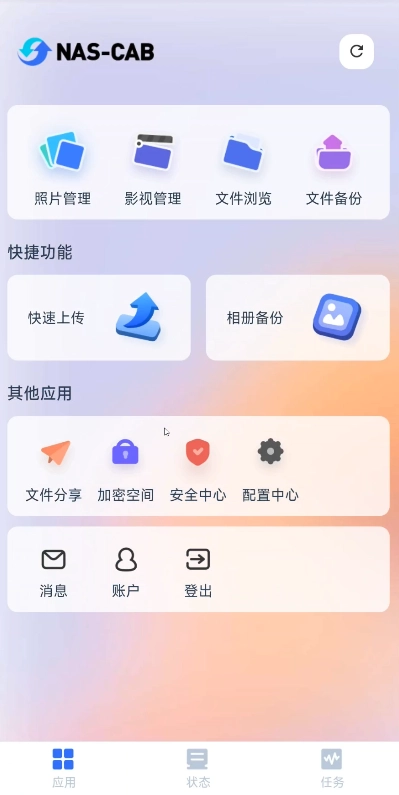 NAS-CAB
照片管理 影视管理 文件浏览 文件备份
快捷功能
快速上传 相册备份
其他应用
文件分享 加密空间 安全中心 配置中心
消息 账户 登出
应用 状态 任务